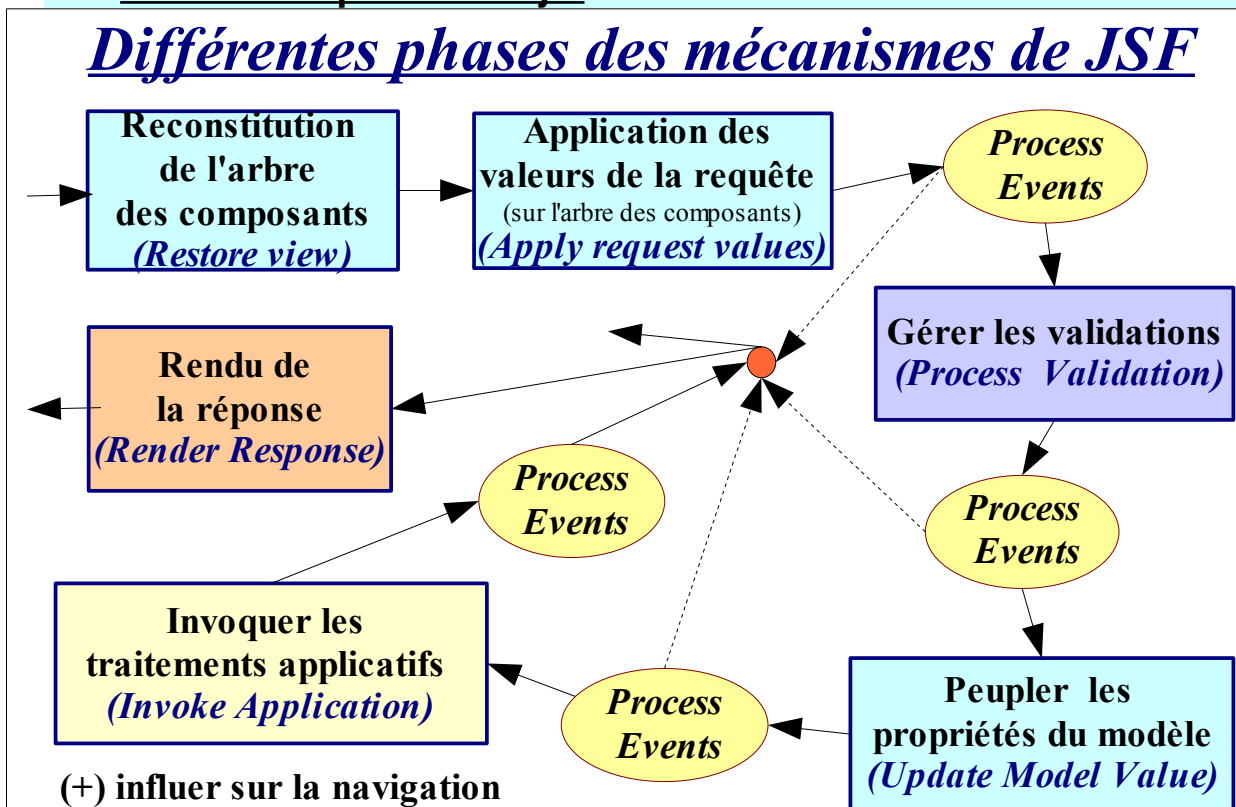 Différentes phases des mécanismes de JSF
Reconstitution
de l'arbre
des composants
(Restore view)
Application des
valeurs de la requête
(sur l'arbre des composants)
(Apply request values)
Process
Events
Gérer les validations
(Process Validation)
Rendu de
la réponse
(Render Response)
Process
Events
Process
Events
Invoquer les
traitements applicatifs
(Invoke Application)
Process
Events
Peupler les
propriétés du modèle
(Update Model Value)
(+) influer sur la navigation